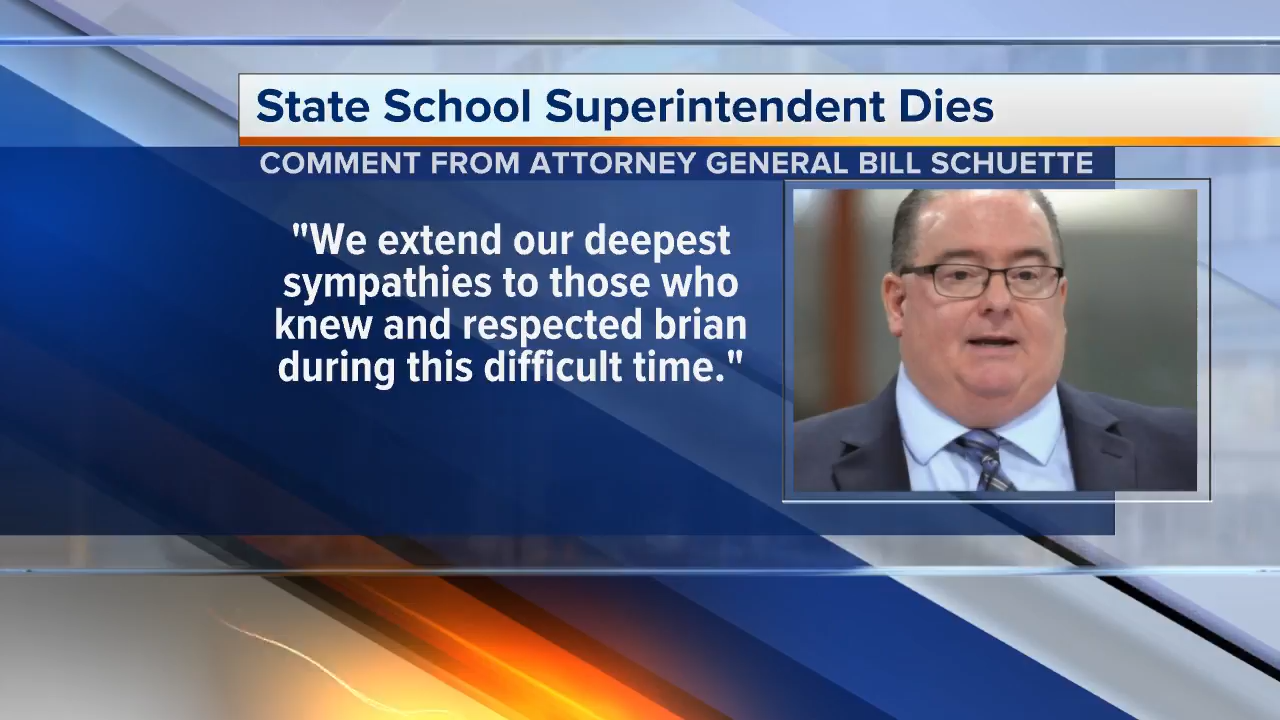 State School Superintendent Dies
COMMENT FROM ATTORNEY GENERAL BILL SCHUETTE
"We extend our deepest
sympathies to those who
knew and respected brian
during this difficult time."